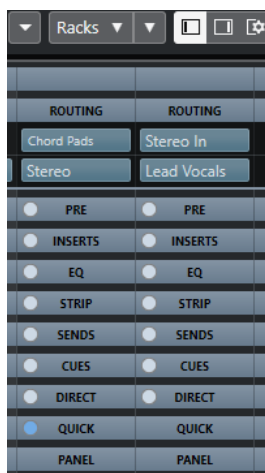 Racks
ROUTING ROUTING
Chord Pads Stereo In
Stereo Lead Vocals
PRE PRE
INSERTS INSERTS
EQ EQ
STRIP STRIP
SENDS SENDS
CUES CUES
DIRECT DIRECT
QUICK QUICK
PANEL PANEL